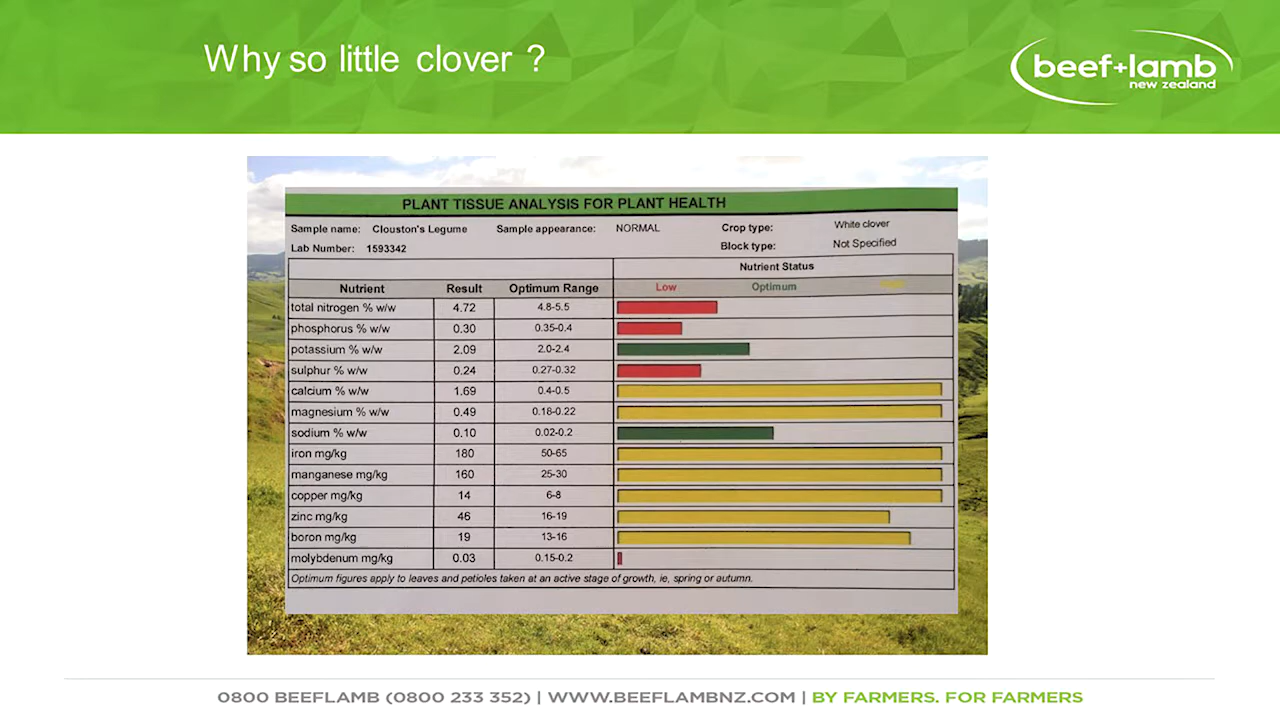 Why so little clover ?
beef+lamb
new zealand
PLANT TISSUE ANALYSIS FOR PLANT HEALTH
Sample name: Clouston's Legume Sample appearance: NORMAL Crop type: White clover
Lab Number: 1593342 Block type: Not Specified
Nutrient Status
Nutrient Result Optimum Range Low Optimum
total nitrogen % w/w 4.72 4.8-5.5
phosphorus % w/w 0.30 0.35-0.4
potassium % w/w 2.09 2.0-2.4
sulphur % w/w 0.24 0.27-0.32
calcium % w/w 1.69 0.4-0.5
magnesium % w/w 0.49 0.18-0.22
sodium % w/w 0.10 0.02-0.2
iron mg/kg 180 50-65
manganese mg/kg 160 25-30
copper mg/kg 14 6-8
zinc mg/kg 46 16-19
boron mg/kg 19 13-16
molybdenum mg/kg 0.03 0.15-0.2
Optimum figures apply to leaves and petioles taken at an active stage of growth, ie, spring or autumn.
0800 BEEFLAMB (0800 233 352) | WWW.BEEFLAMBNZ.COM | BY FARMERS. FOR FARMERS